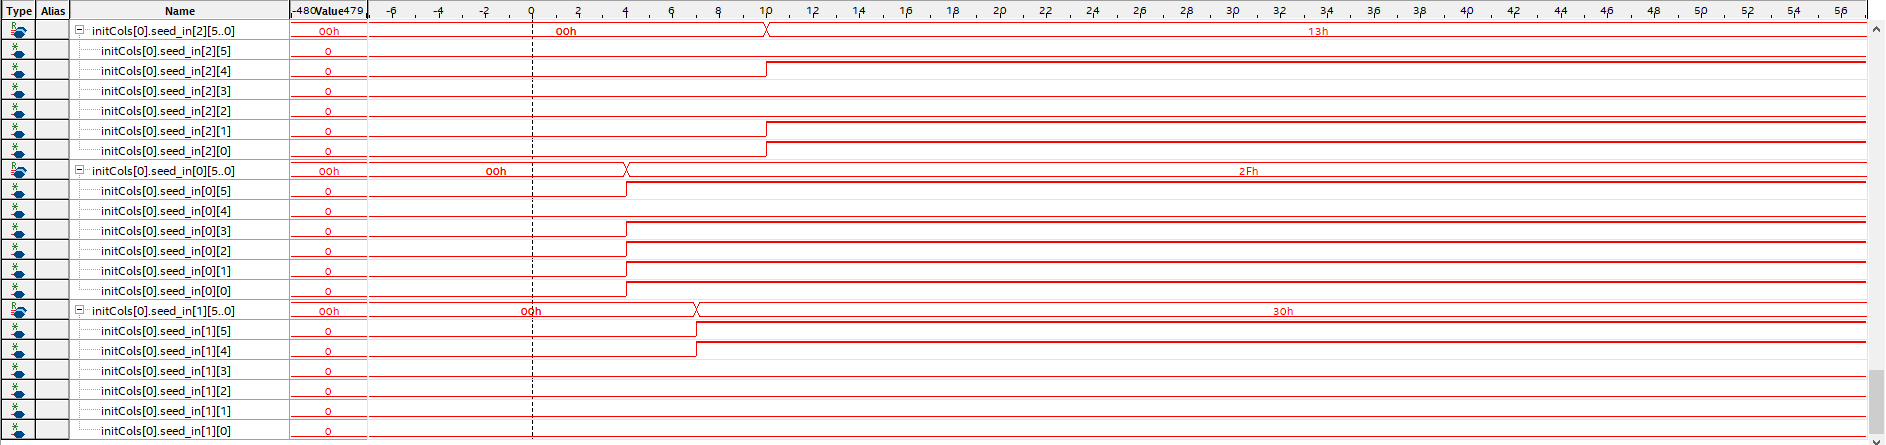 Type Alias Name -480 Value 479 -6 -4 -2 0 2 4 6 8 10 12 14 16 18 20 22 24 26 28 30 32 34 36 38 40 42 44 46 48 50 52 54 56
initCols[0].seed_in[2][5..0] 00h 00h 13h
initCols[0].seed_in[2][5] 0
initCols[0].seed_in[2][4] 0
initCols[0].seed_in[2][3] 0
initCols[0].seed_in[2][2] 0
initCols[0].seed_in[2][1] 0
initCols[0].seed_in[2][0] 0
initCols[0].seed_in[0][5..0] 00h 00h 2Fh
initCols[0].seed_in[0][5] 0
initCols[0].seed_in[0][4] 0
initCols[0].seed_in[0][3] 0
initCols[0].seed_in[0][2] 0
initCols[0].seed_in[0][1] 0
initCols[0].seed_in[0][0] 0
initCols[0].seed_in[1][5..0] 00h 00h 30h
initCols[0].seed_in[1][5] 0
initCols[0].seed_in[1][4] 0
initCols[0].seed_in[1][3] 0
initCols[0].seed_in[1][2] 0
initCols[0].seed_in[1][1] 0
initCols[0].seed_in[1][0] 0